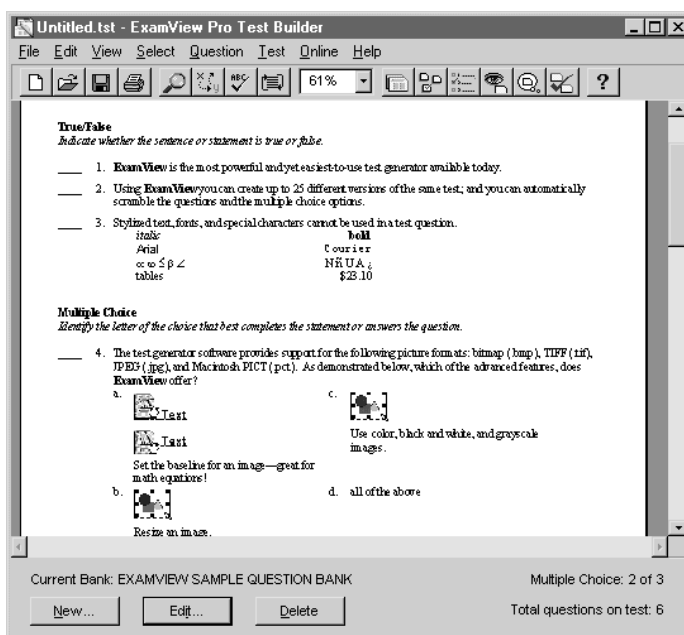 Untitled.tst - ExamView Pro Test Builder
File Edit View Select Question Test Online Help
61%
True/False
Indicate whether the sentence or statement is true or false.
1. ExamView is the most powerful and yet easiest-to-use test generator available today.
2. Using ExamView you can create up to 25 different versions of the same test; and you can automatically
scramble the questions and the multiple choice options.
3. Stylized text, fonts, and special characters cannot be used in a test question.
italic bold
Arial Courier
∝ ∞ ≤ β ∠ Ñ ñ U A ¿
tables $23.10
Multiple Choice
Identify the letter of the choice that best completes the statement or answers the question.
4. The test generator software provides support for the following picture formats: bitmap (.bmp), TIFF (.tif),
JPEG (.jpg), and Macintosh PICT (.pct). As demonstrated below, which of the advanced features, does
ExamView offer?
a.
Text
Text
Set the baseline for an image—great for
math equations!
c.
Use color, black and white, and grayscale
images.
b.
Resize an image.
d. all of the above
Current Bank: EXAMVIEW SAMPLE QUESTION BANK
Multiple Choice: 2 of 3
New... Edit... Delete
Total questions on test: 6